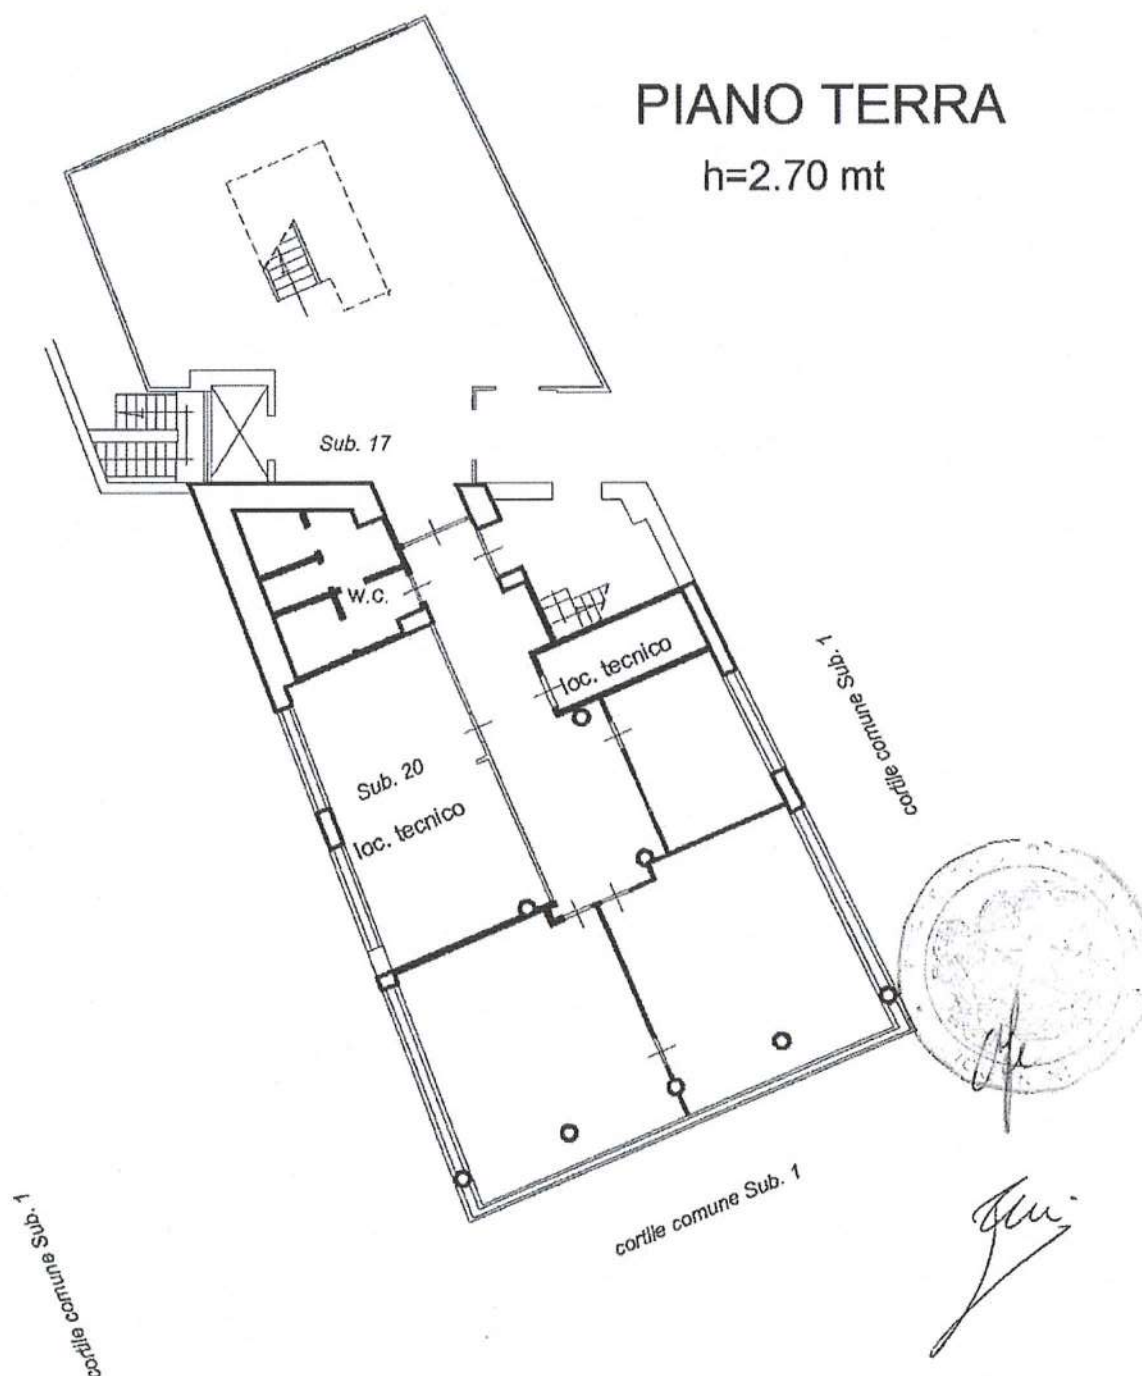 PIANO TERRA
h=2.70 mt
Sub. 17
W.C.
loc. tecnico
cortile comune Sub. 1
Sub. 20
loc. tecnico
cortile comune Sub. 1
cortile comune Sub. 1